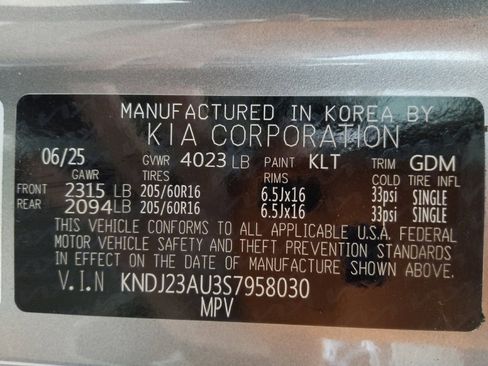 MANUFACTURED IN KOREA BY
KIA CORPORATION
06/25 GVWR 4023 LB PAINT KLT TRIM GDM
GAWR TIRES RIMS COLD TIRE INFL
FRONT 2315 LB 205/60R16 6.5Jx16 33psi SINGLE
REAR 2094 LB 205/60R16 6.5Jx16 33psi SINGLE
THIS VEHICLE CONFORMS TO ALL APPLICABLE U.S.A. FEDERAL
MOTOR VEHICLE SAFETY AND THEFT PREVENTION STANDARDS
IN EFFECT ON THE DATE OF MANUFACTURE SHOWN ABOVE.
V.I.N KNDJ23AU3S7958030
MPV